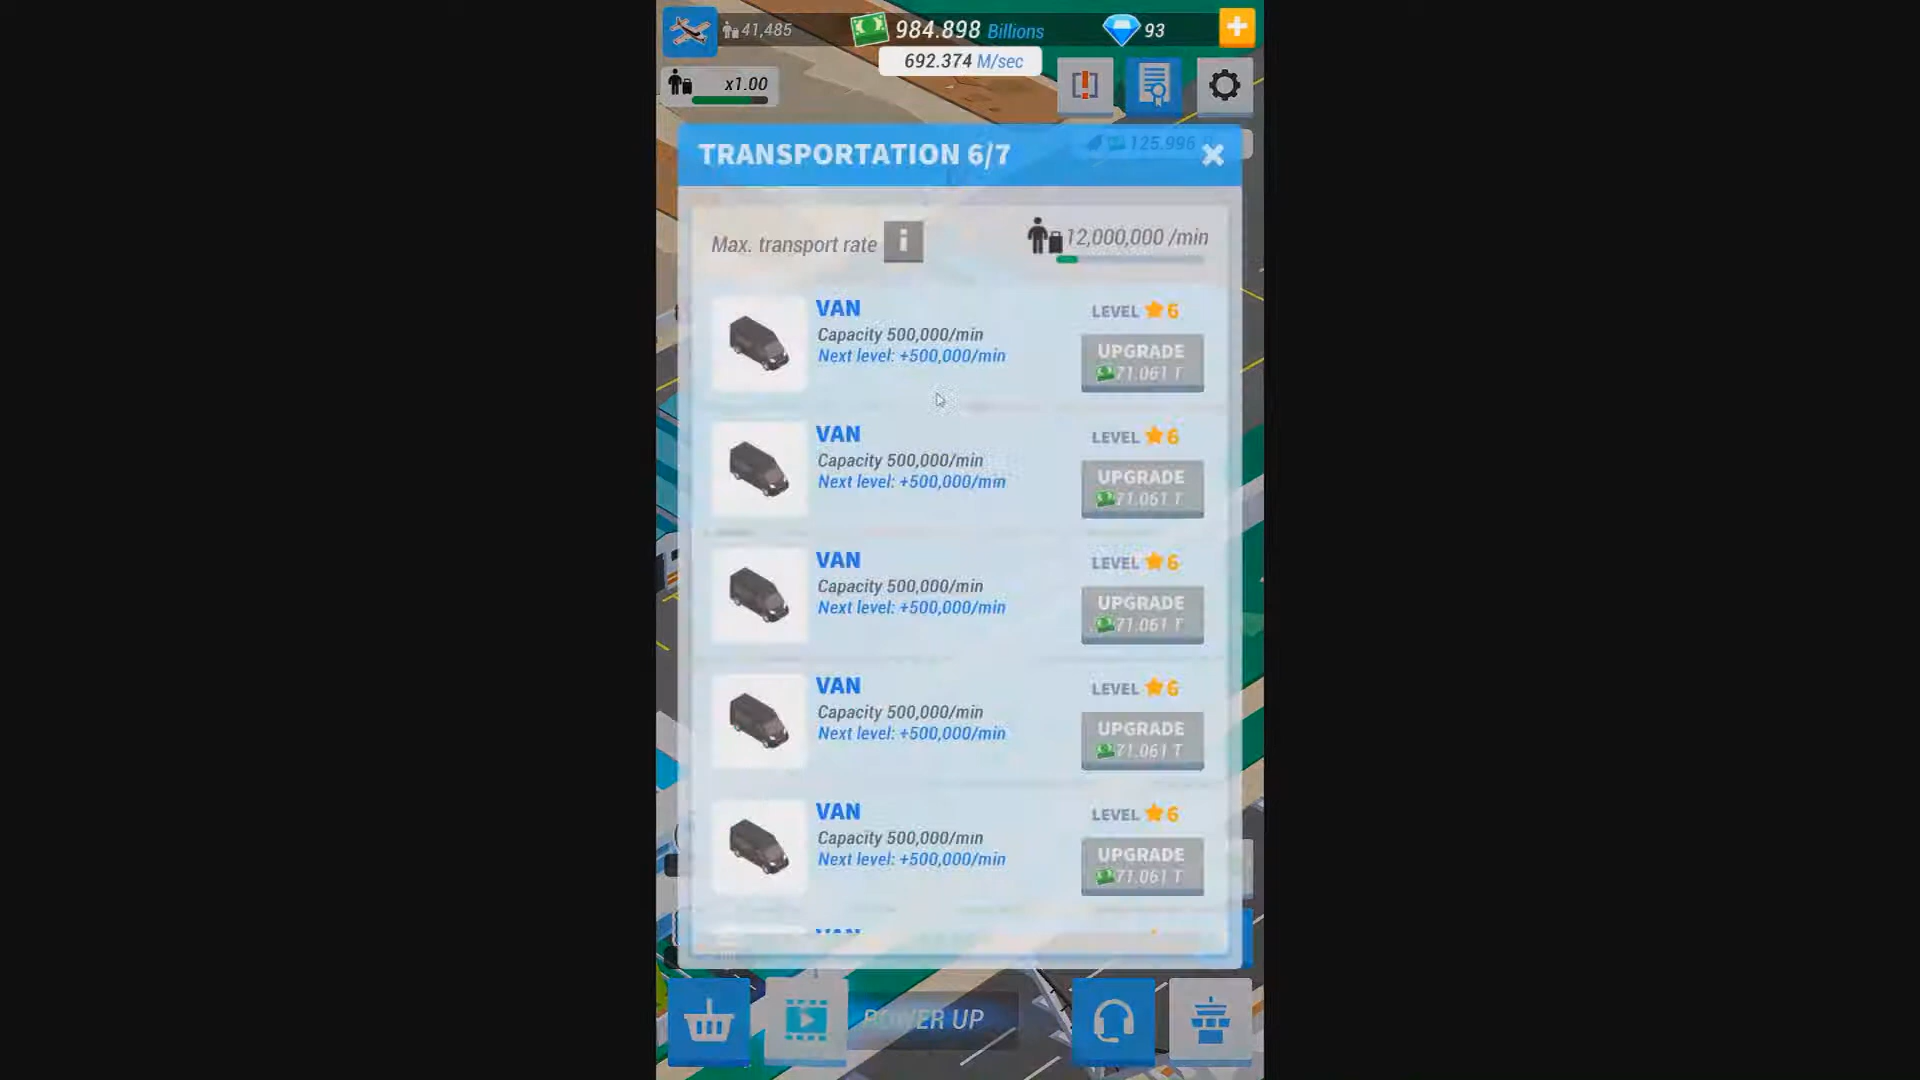 41,485
984.898 Billions
93
692.374 M/sec
x1.00
125.996
TRANSPORTATION 6/7
Max. transport rate
12,000,000 /min
VAN
LEVEL 6
Capacity 500,000/min
Next level: +500,000/min
UPGRADE
71.061 T
VAN
LEVEL 6
Capacity 500,000/min
Next level: +500,000/min
UPGRADE
71.061 T
VAN
LEVEL 6
Capacity 500,000/min
Next level: +500,000/min
UPGRADE
71.061 T
VAN
LEVEL 6
Capacity 500,000/min
Next level: +500,000/min
UPGRADE
71.061 T
VAN
LEVEL 6
Capacity 500,000/min
Next level: +500,000/min
UPGRADE
71.061 T
VAN
POWER UP